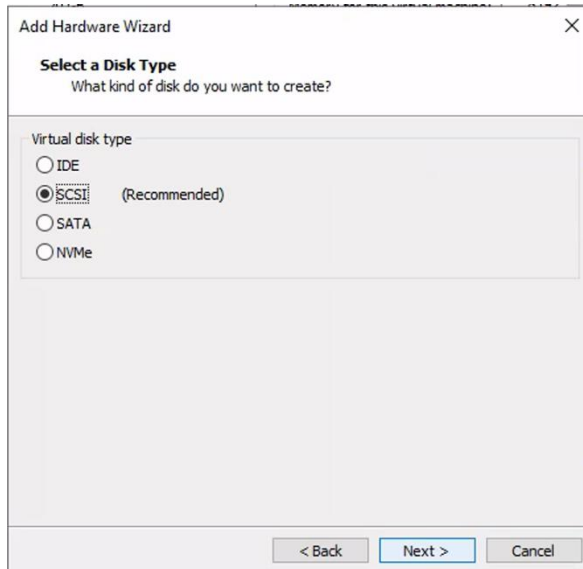 Add Hardware Wizard
Select a Disk Type
What kind of disk do you want to create?
Virtual disk type
IDE
SCSI (Recommended)
SATA
NVMe
< Back Next > Cancel